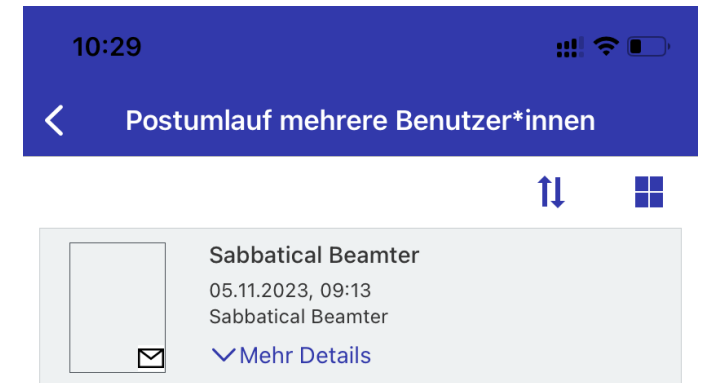 10:29
Postumlauf mehrere Benutzer*innen
Sabbatical Beamter
05.11.2023, 09:13
Sabbatical Beamter
Mehr Details